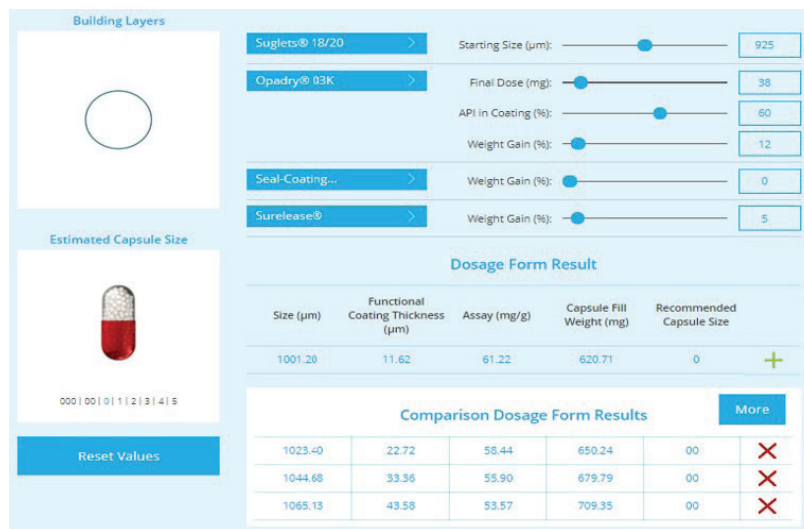 Building Layers
Suglets® 18/20 Starting Size (µm): 925
Opadry® 03K Final Dose (mg): 38
API in Coating (%): 60
Weight Gain (%): 12
Seal-Coating... Weight Gain (%): 0
Surelease® Weight Gain (%): 5
Estimated Capsule Size
000 | 00 | 0 | 1 | 2 | 3 | 4 | 5
Reset Values
Dosage Form Result
Size (µm) Functional Coating Thickness (µm) Assay (mg/g) Capsule Fill Weight (mg) Recommended Capsule Size
1001.20 11.62 61.22 620.71 0
Comparison Dosage Form Results More
1023.40 22.72 58.44 650.24 00
1044.68 33.36 55.90 679.79 00
1065.13 43.58 53.57 709.35 00